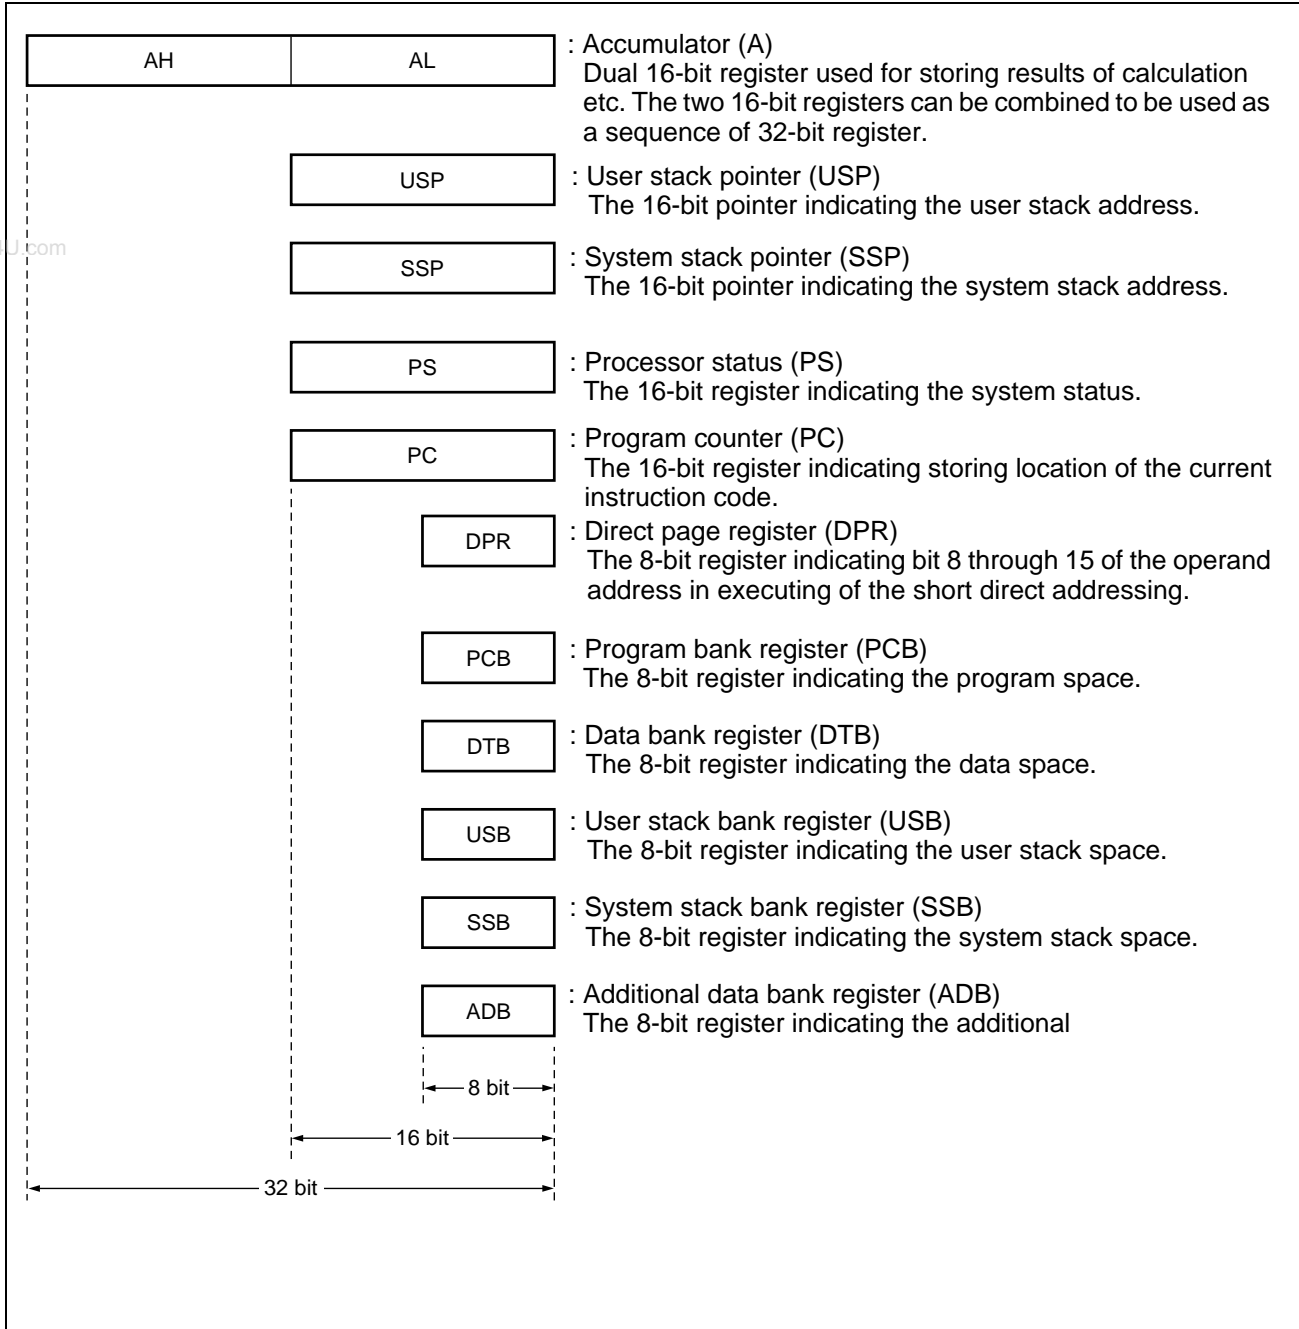 AH
AL
: Accumulator (A)
Dual 16-bit register used for storing results of calculation
etc. The two 16-bit registers can be combined to be used as
a sequence of 32-bit register.
USP
: User stack pointer (USP)
The 16-bit pointer indicating the user stack address.
4U.com
SSP
: System stack pointer (SSP)
The 16-bit pointer indicating the system stack address.
PS
: Processor status (PS)
The 16-bit register indicating the system status.
PC
: Program counter (PC)
The 16-bit register indicating storing location of the current
instruction code.
DPR
: Direct page register (DPR)
The 8-bit register indicating bit 8 through 15 of the operand
address in executing of the short direct addressing.
PCB
: Program bank register (PCB)
The 8-bit register indicating the program space.
DTB
: Data bank register (DTB)
The 8-bit register indicating the data space.
USB
: User stack bank register (USB)
The 8-bit register indicating the user stack space.
SSB
: System stack bank register (SSB)
The 8-bit register indicating the system stack space.
ADB
: Additional data bank register (ADB)
The 8-bit register indicating the additional
8 bit
16 bit
32 bit